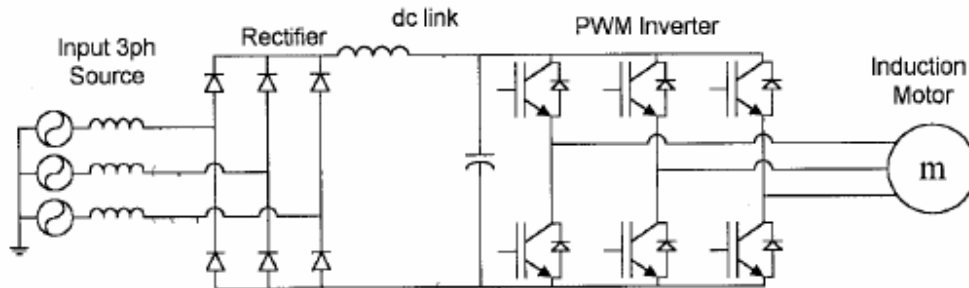 Input 3ph
Source
Rectifier
dc link
PWM Inverter
Induction
Motor
m